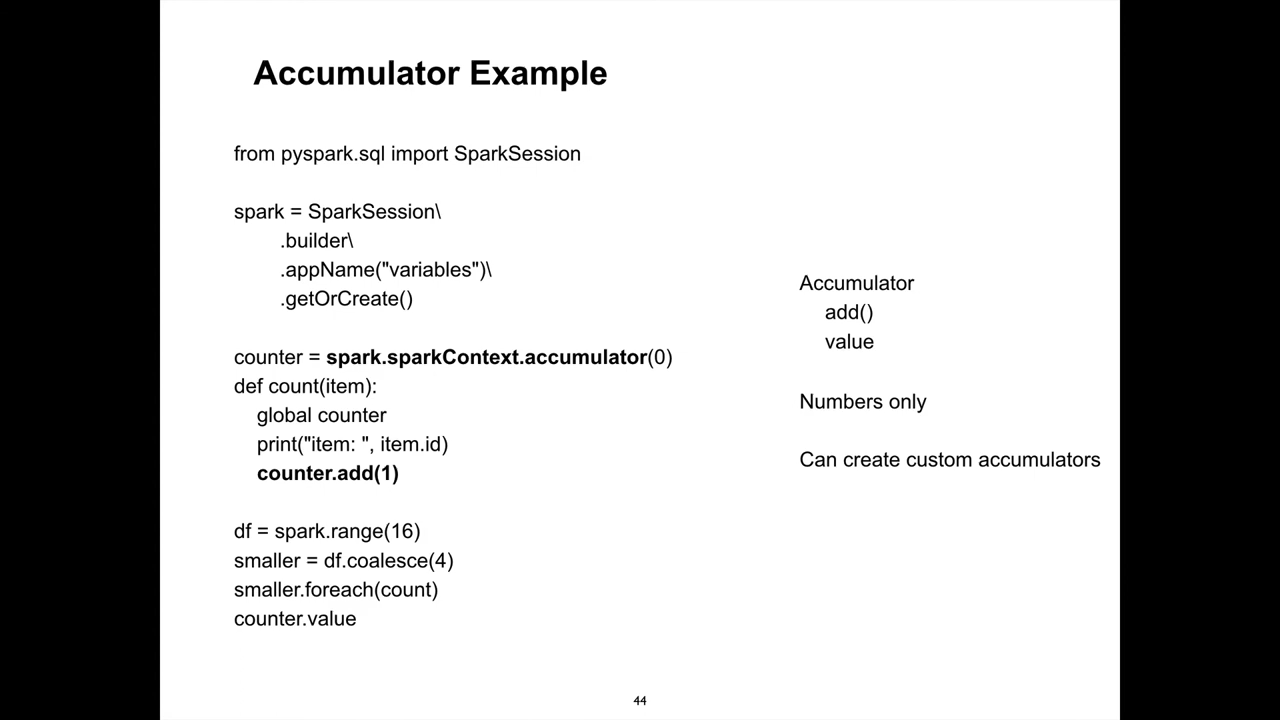 Accumulator Example
from pyspark.sql import SparkSession
spark = SparkSession\
.builder\
.appName("variables")\
.getOrCreate()
counter = spark.sparkContext.accumulator(0)
def count(item):
global counter
print("item: ", item.id)
counter.add(1)
df = spark.range(16)
smaller = df.coalesce(4)
smaller.foreach(count)
counter.value
Accumulator
add()
value
Numbers only
Can create custom accumulators
44